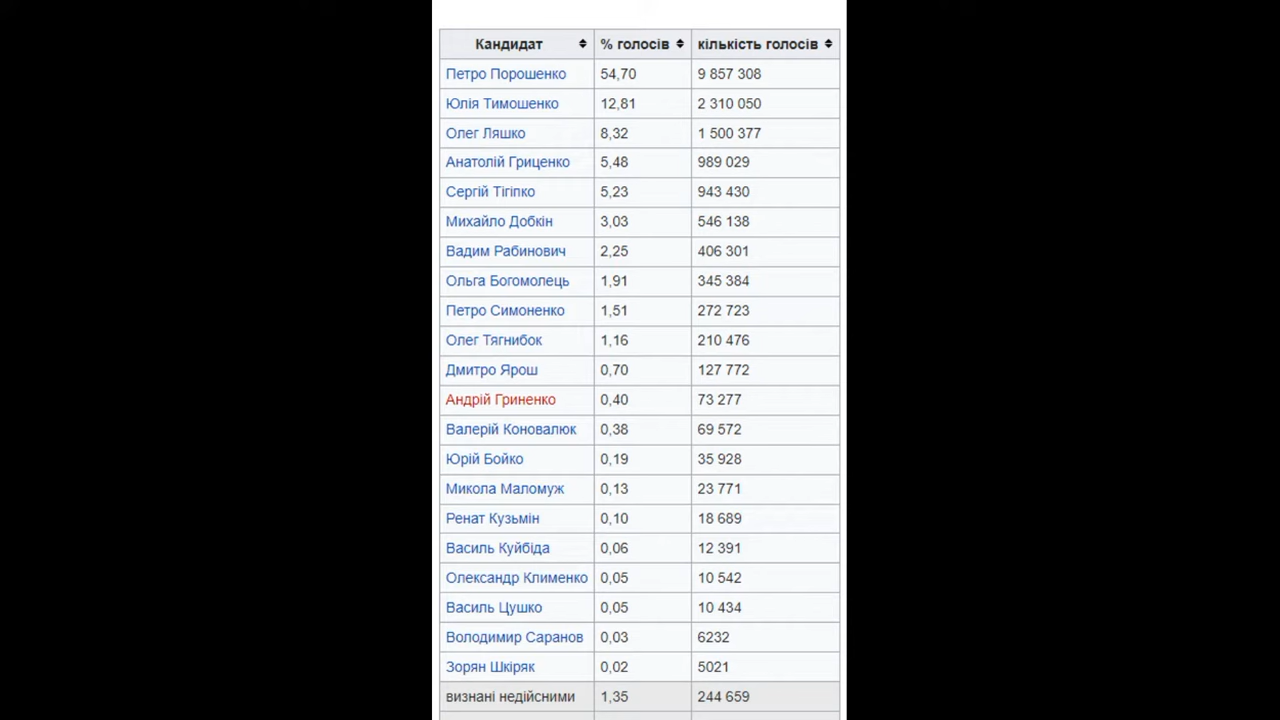 Кандидат % голосів кількість голосів
Петро Порошенко 54,70 9 857 308
Юлія Тимошенко 12,81 2 310 050
Олег Ляшко 8,32 1 500 377
Анатолій Гриценко 5,48 989 029
Сергій Тігіпко 5,23 943 430
Михайло Добкін 3,03 546 138
Вадим Рабинович 2,25 406 301
Ольга Богомолець 1,91 345 384
Петро Симоненко 1,51 272 723
Олег Тягнибок 1,16 210 476
Дмитро Ярош 0,70 127 772
Андрій Гриненко 0,40 73 277
Валерій Коновалюк 0,38 69 572
Юрій Бойко 0,19 35 928
Микола Маломуж 0,13 23 771
Ренат Кузьмін 0,10 18 689
Василь Куйбіда 0,06 12 391
Олександр Клименко 0,05 10 542
Василь Цушко 0,05 10 434
Володимир Саранов 0,03 6232
Зорян Шкіряк 0,02 5021
визнані недійсними 1,35 244 659